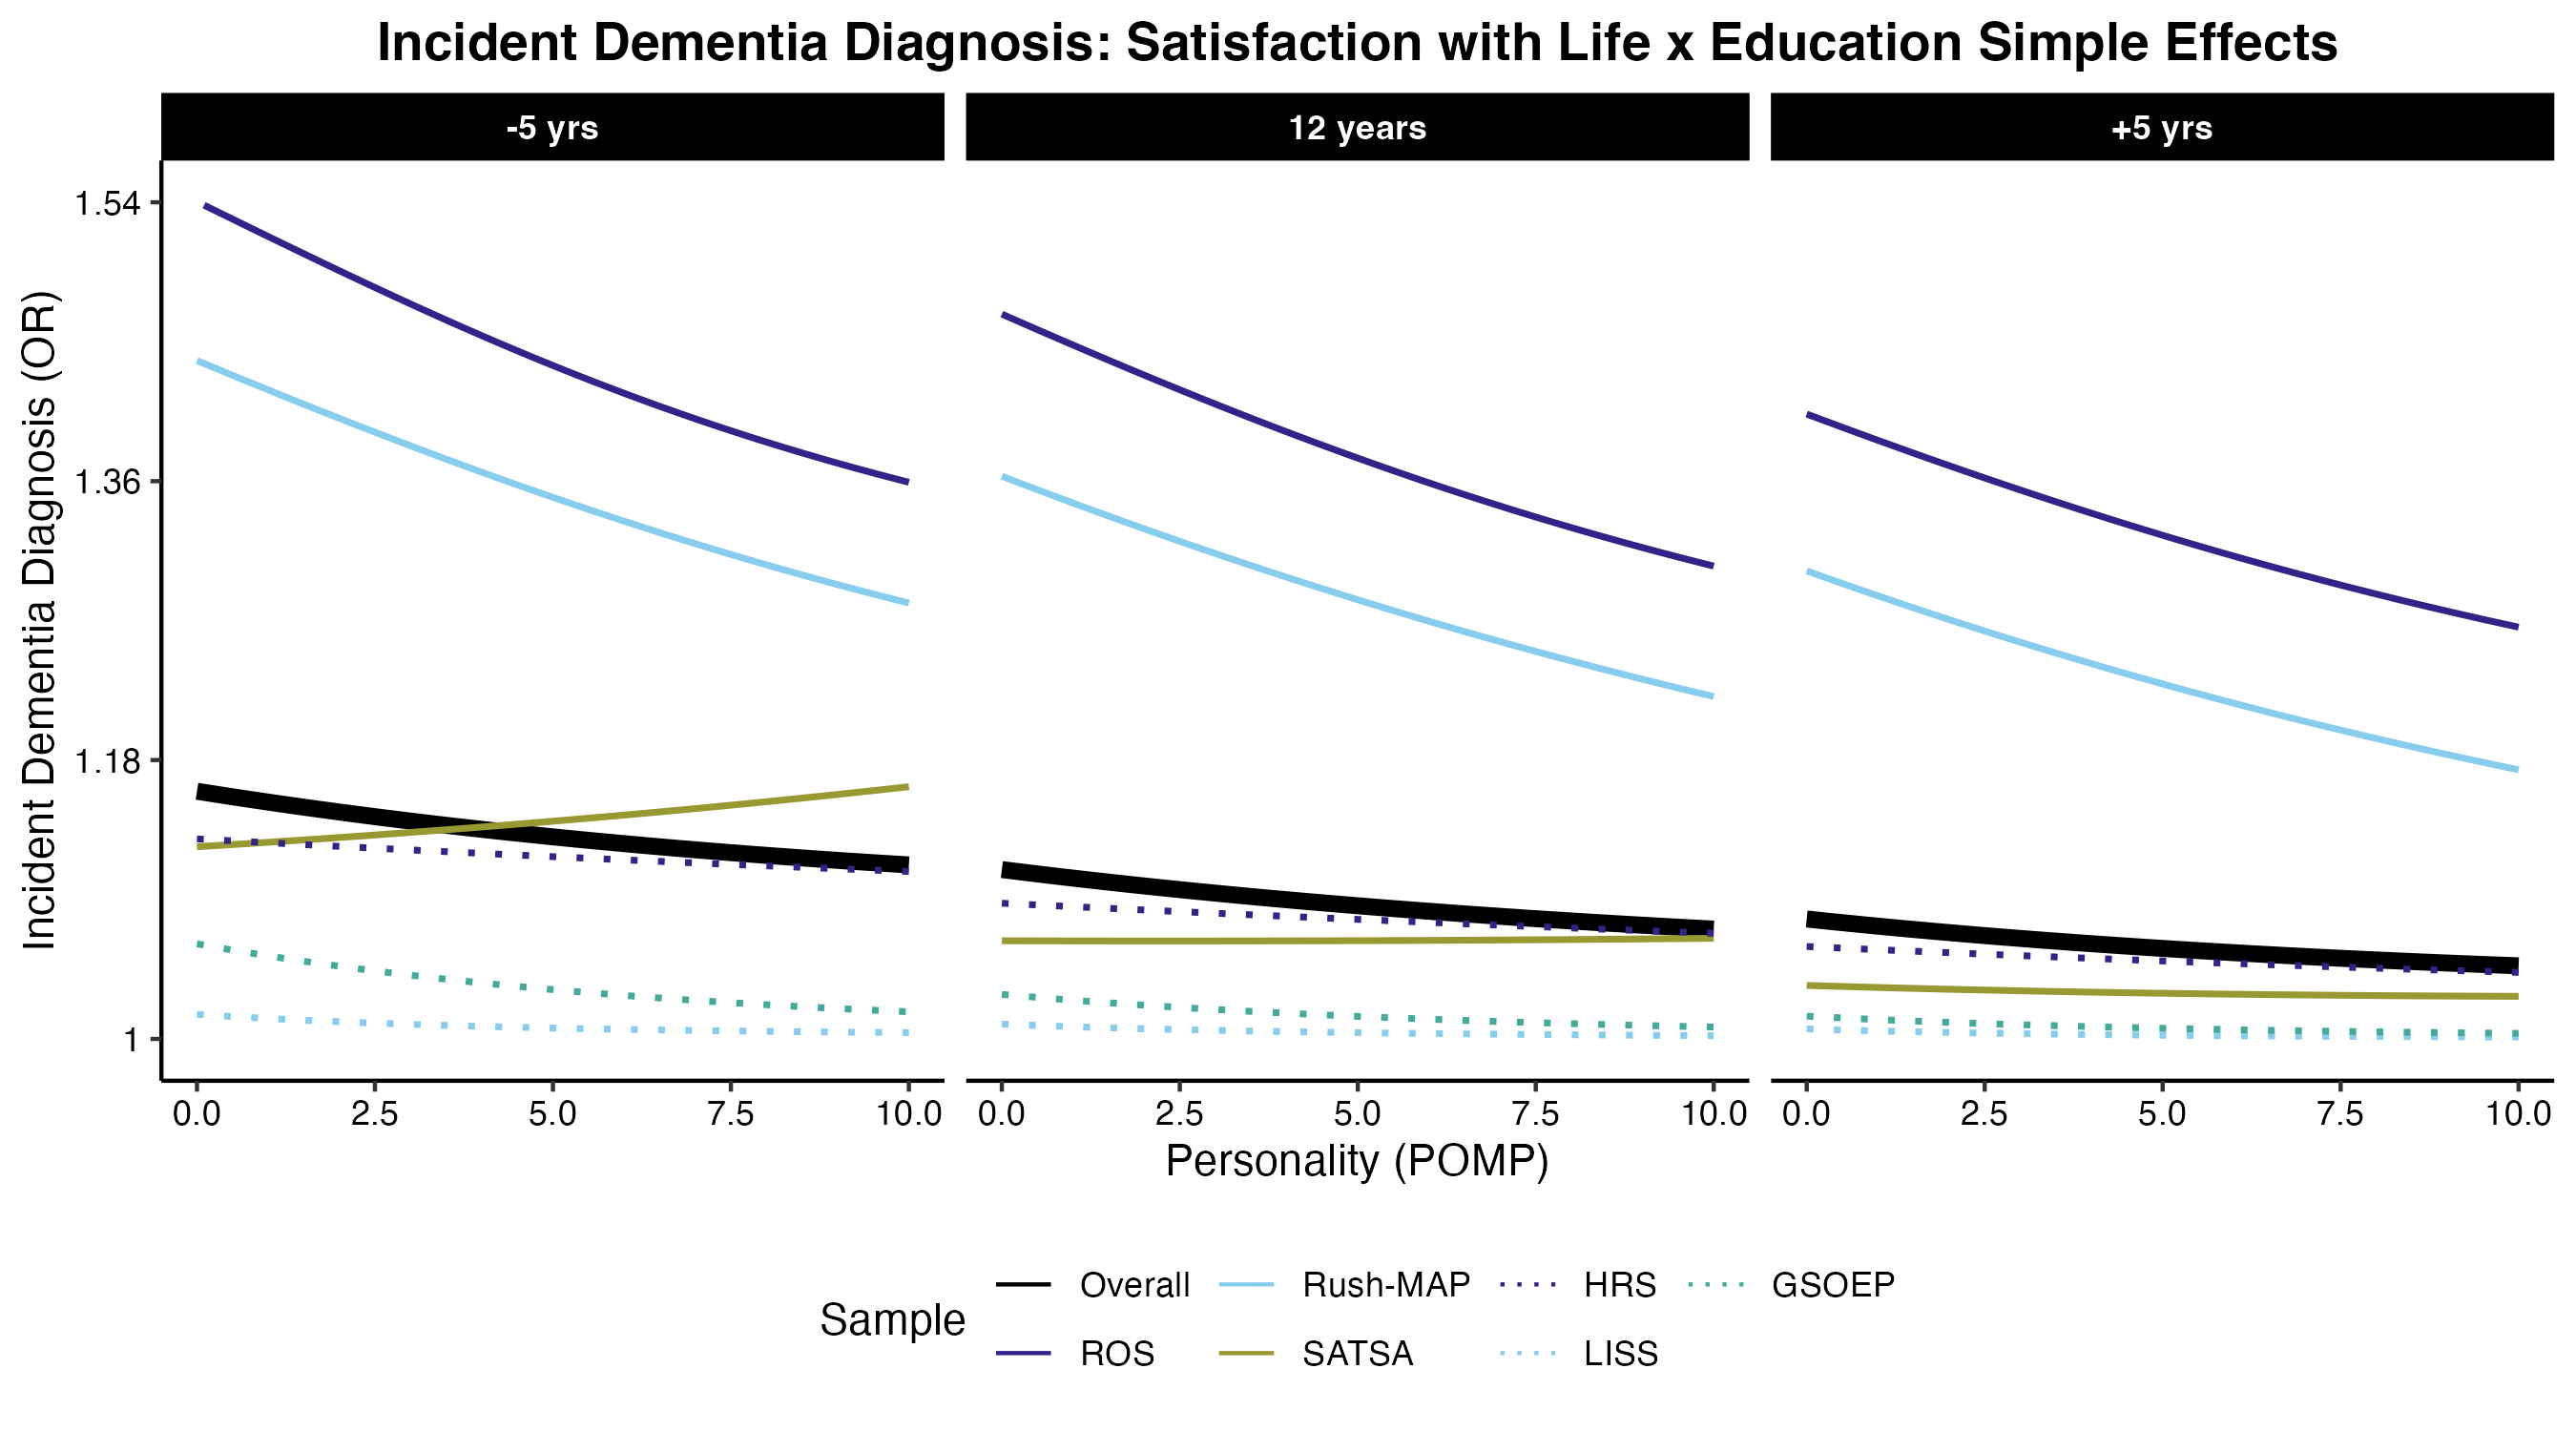 Incident Dementia Diagnosis: Satisfaction with Life x Education Simple Effects
-5 yrs
12 years
+5 yrs
Incident Dementia Diagnosis (OR)
1.54
1.36
1.18
1
0.0 2.5 5.0 7.5 10.0
0.0 2.5 5.0 7.5 10.0
0.0 2.5 5.0 7.5 10.0
Personality (POMP)
Sample
Overall Rush-MAP HRS GSOEP
ROS SATSA LISS